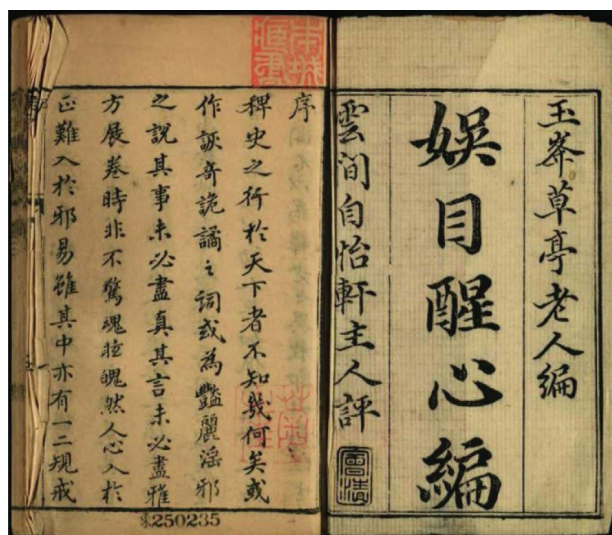 玉峯草亭老人編
娛目醒心編
雲間自怡軒主人評
序
稗史之行於天下者不知幾何矣或
作詼奇詭譎之詞或為豔麗淫邪
之說其事未必盡真其言未必盡雅
方展卷時非不驚魂眩魄然人心入於
正難入於邪易雖其中亦有一二規戒
250235